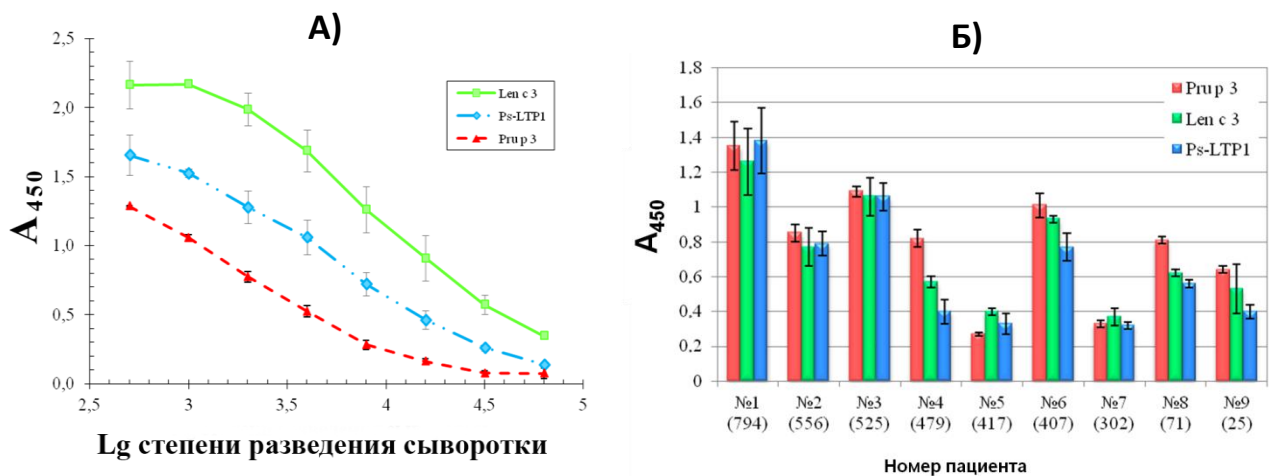 А)
2,5
2,0
1,5
1,0
0,5
0,0
A 450
Len c 3
Ps-LTP1
Pru p 3
2,5 3 3,5 4 4,5 5
Lg степени разведения сыворотки
Б)
1.8
1.6
1.4
1.2
1
0.8
0.6
0.4
0.2
0
A450
Pru p 3
Len c 3
Ps-LTP1
№1 №2 №3 №4 №5 №6 №7 №8 №9
(794) (556) (525) (479) (417) (407) (302) (71) (25)
Номер пациента